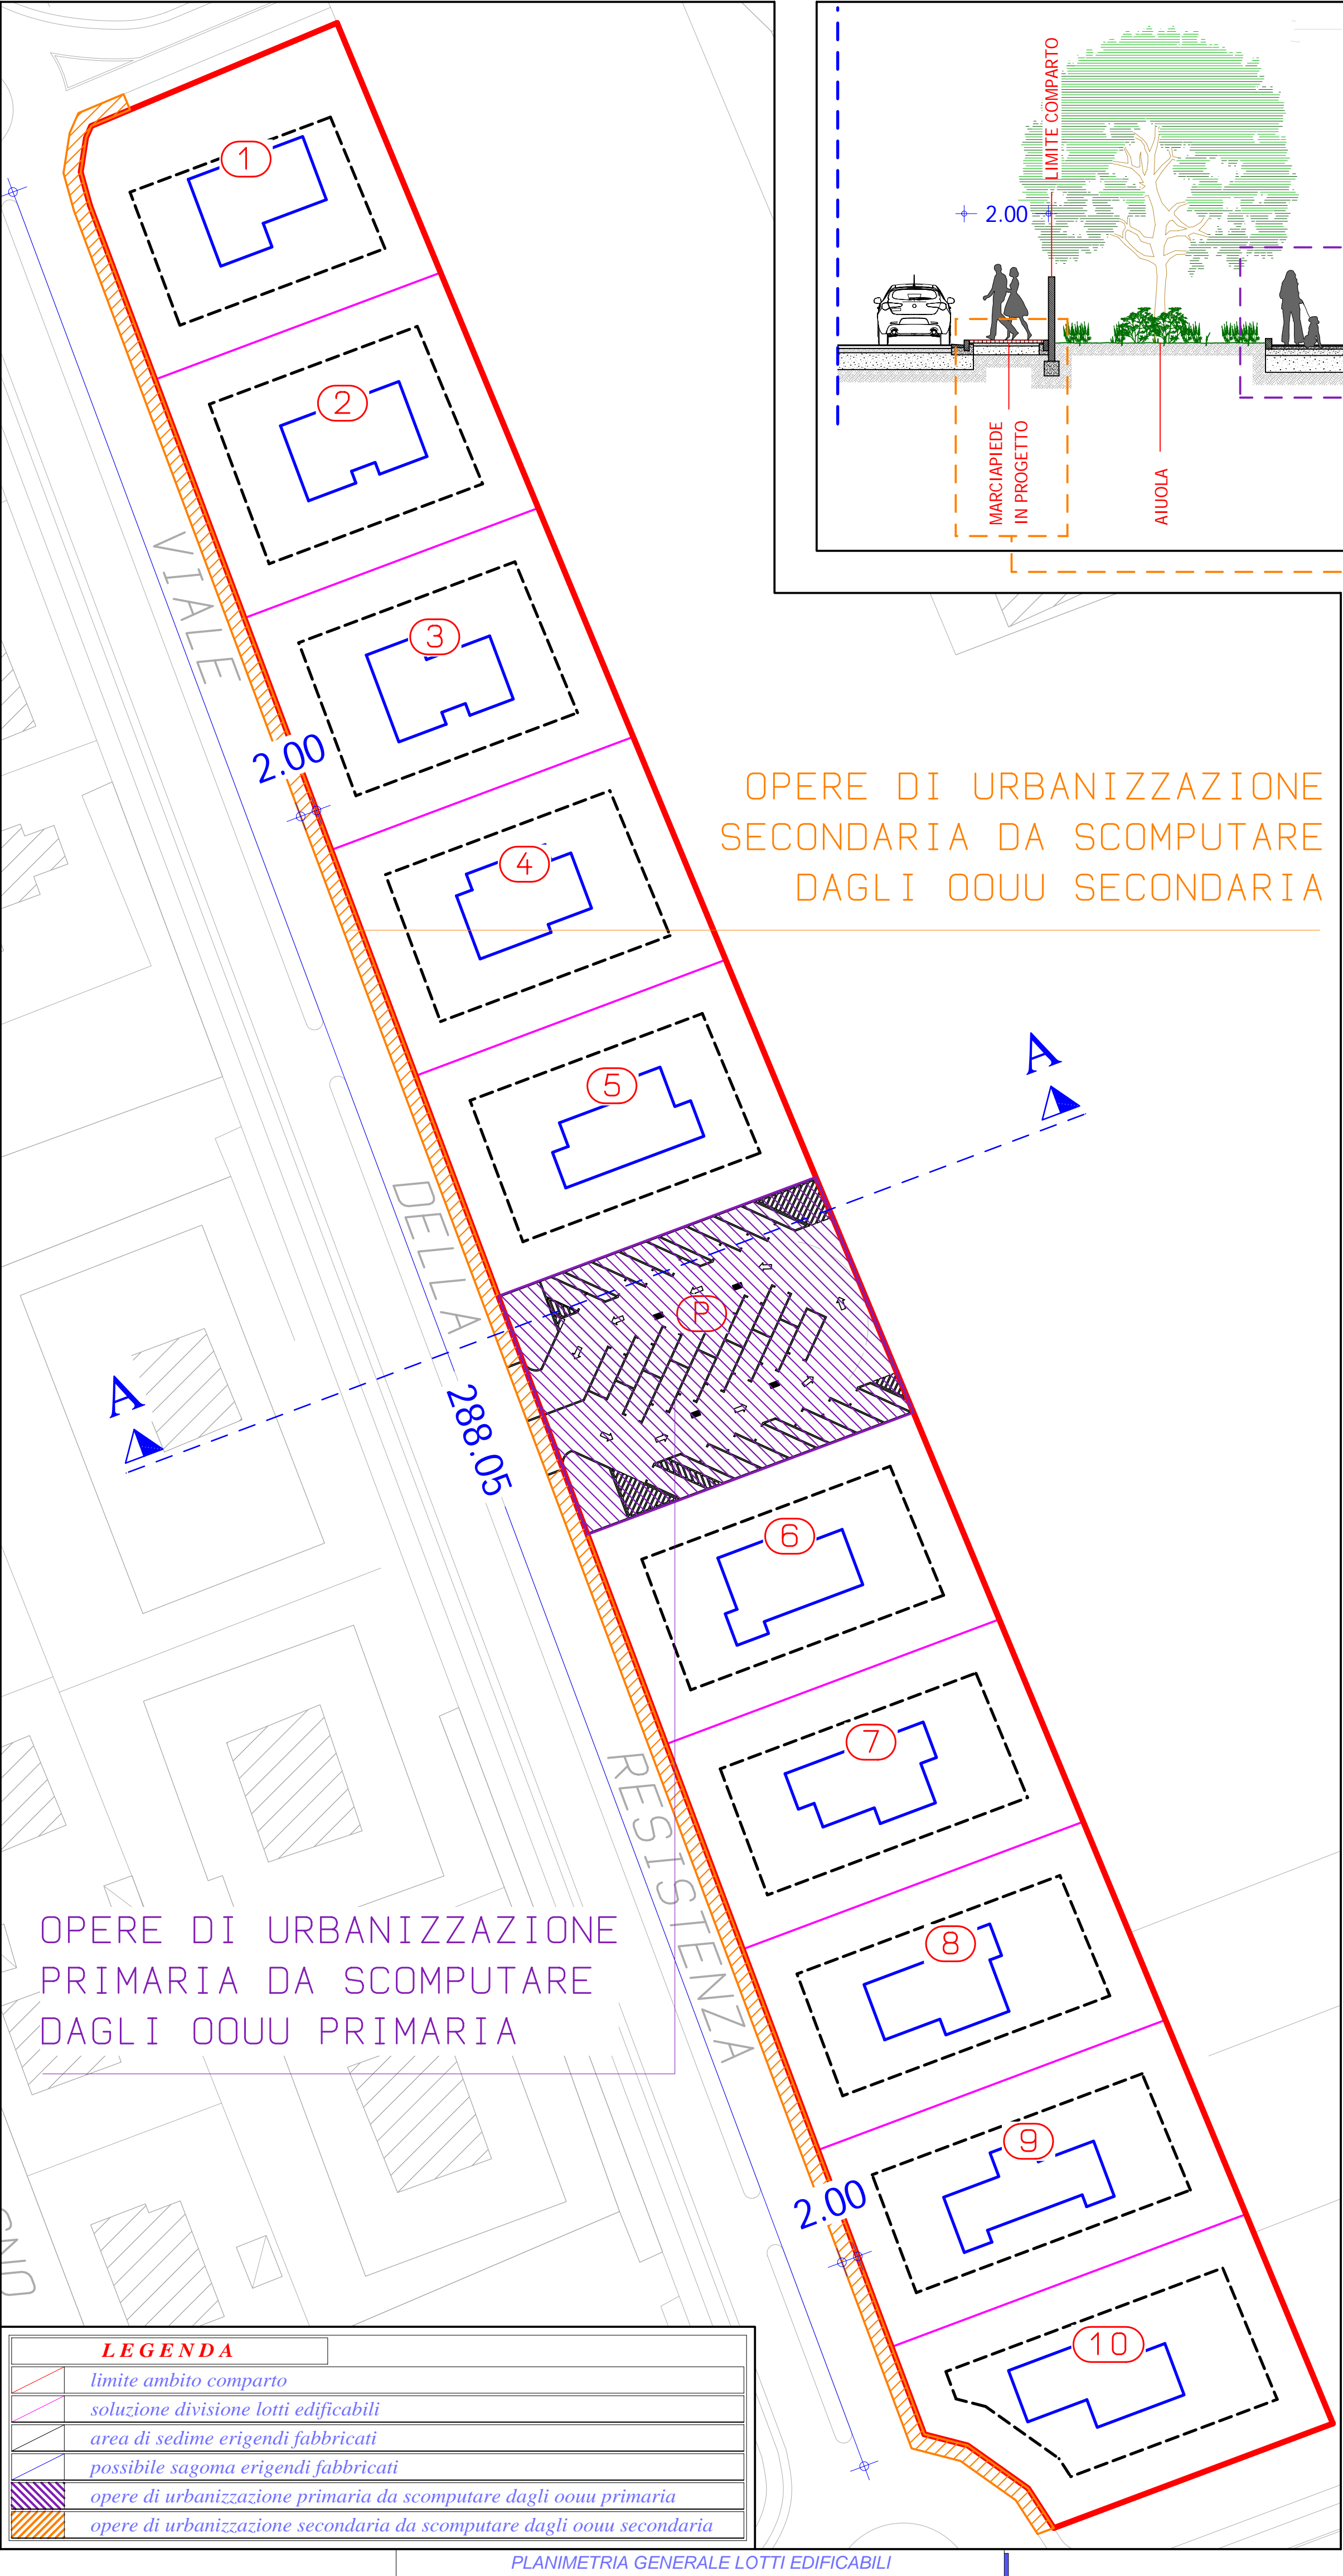 1
LIMITE COMPARTO
2.00
2
MARCIAPIEDE
IN PROGETTO
AIUOLA
VIALE
3
2.00
OPERE DI URBANIZZAZIONE
SECONDARIA DA SCOMPUTARE
DAGLI OOUU SECONDARIA
4
A
5
DELLA
P
A
288.05
6
7
RESISTENZA
OPERE DI URBANIZZAZIONE
PRIMARIA DA SCOMPUTARE
DAGLI OOUU PRIMARIA
8
9
2.00
10
LEGENDA
limite ambito comparto
soluzione divisione lotti edificabili
area di sedime erigendi fabbricati
possibile sagoma erigendi fabbricati
opere di urbanizzazione primaria da scomputare dagli oouu primaria
opere di urbanizzazione secondaria da scomputare dagli oouu secondaria
PLANIMETRIA GENERALE LOTTI EDIFICABILI